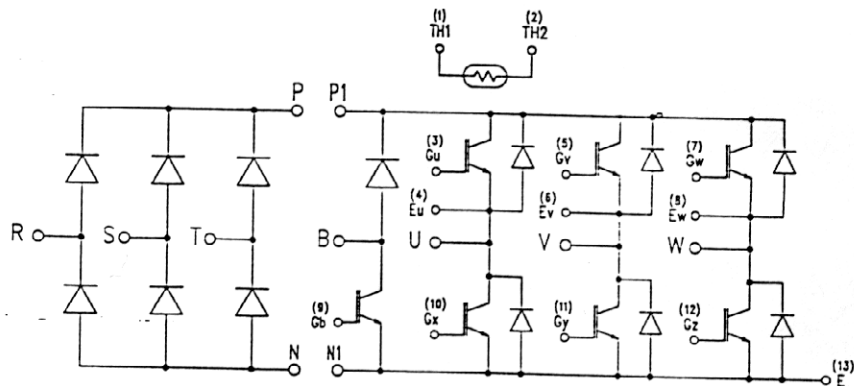 (1) (2)
TH1 TH2
P P1
(3) (5) (7)
Gu Gv Gw
(4) (6) (8)
Eu Ev Ew
R S T B U V W
(9) (10) (11) (12)
Gb Gx Gy Gz
N N1
(13)
E